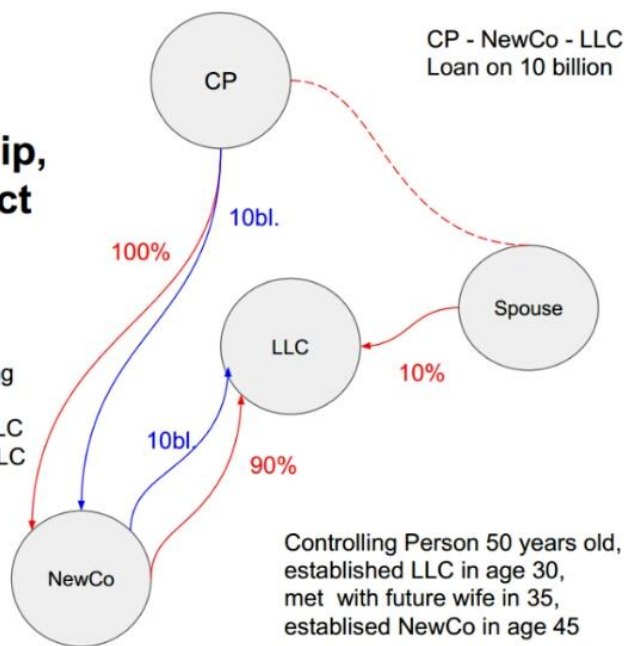 CP - NewCo - LLC
Loan on 10 billion
CP
ip,
ct
10bl.
100%
Spouse
LLC
10%
g
LC
LC
10bl.
90%
NewCo
Controlling Person 50 years old,
established LLC in age 30,
met with future wife in 35,
establised NewCo in age 45